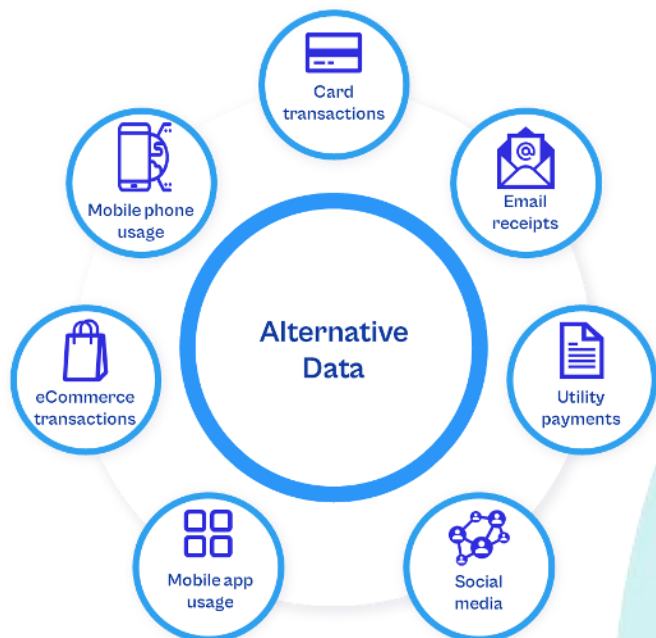 Card
transactions
Email
receipts
Utility
payments
Social
media
Mobile app
usage
eCommerce
transactions
Mobile phone
usage
Alternative
Data